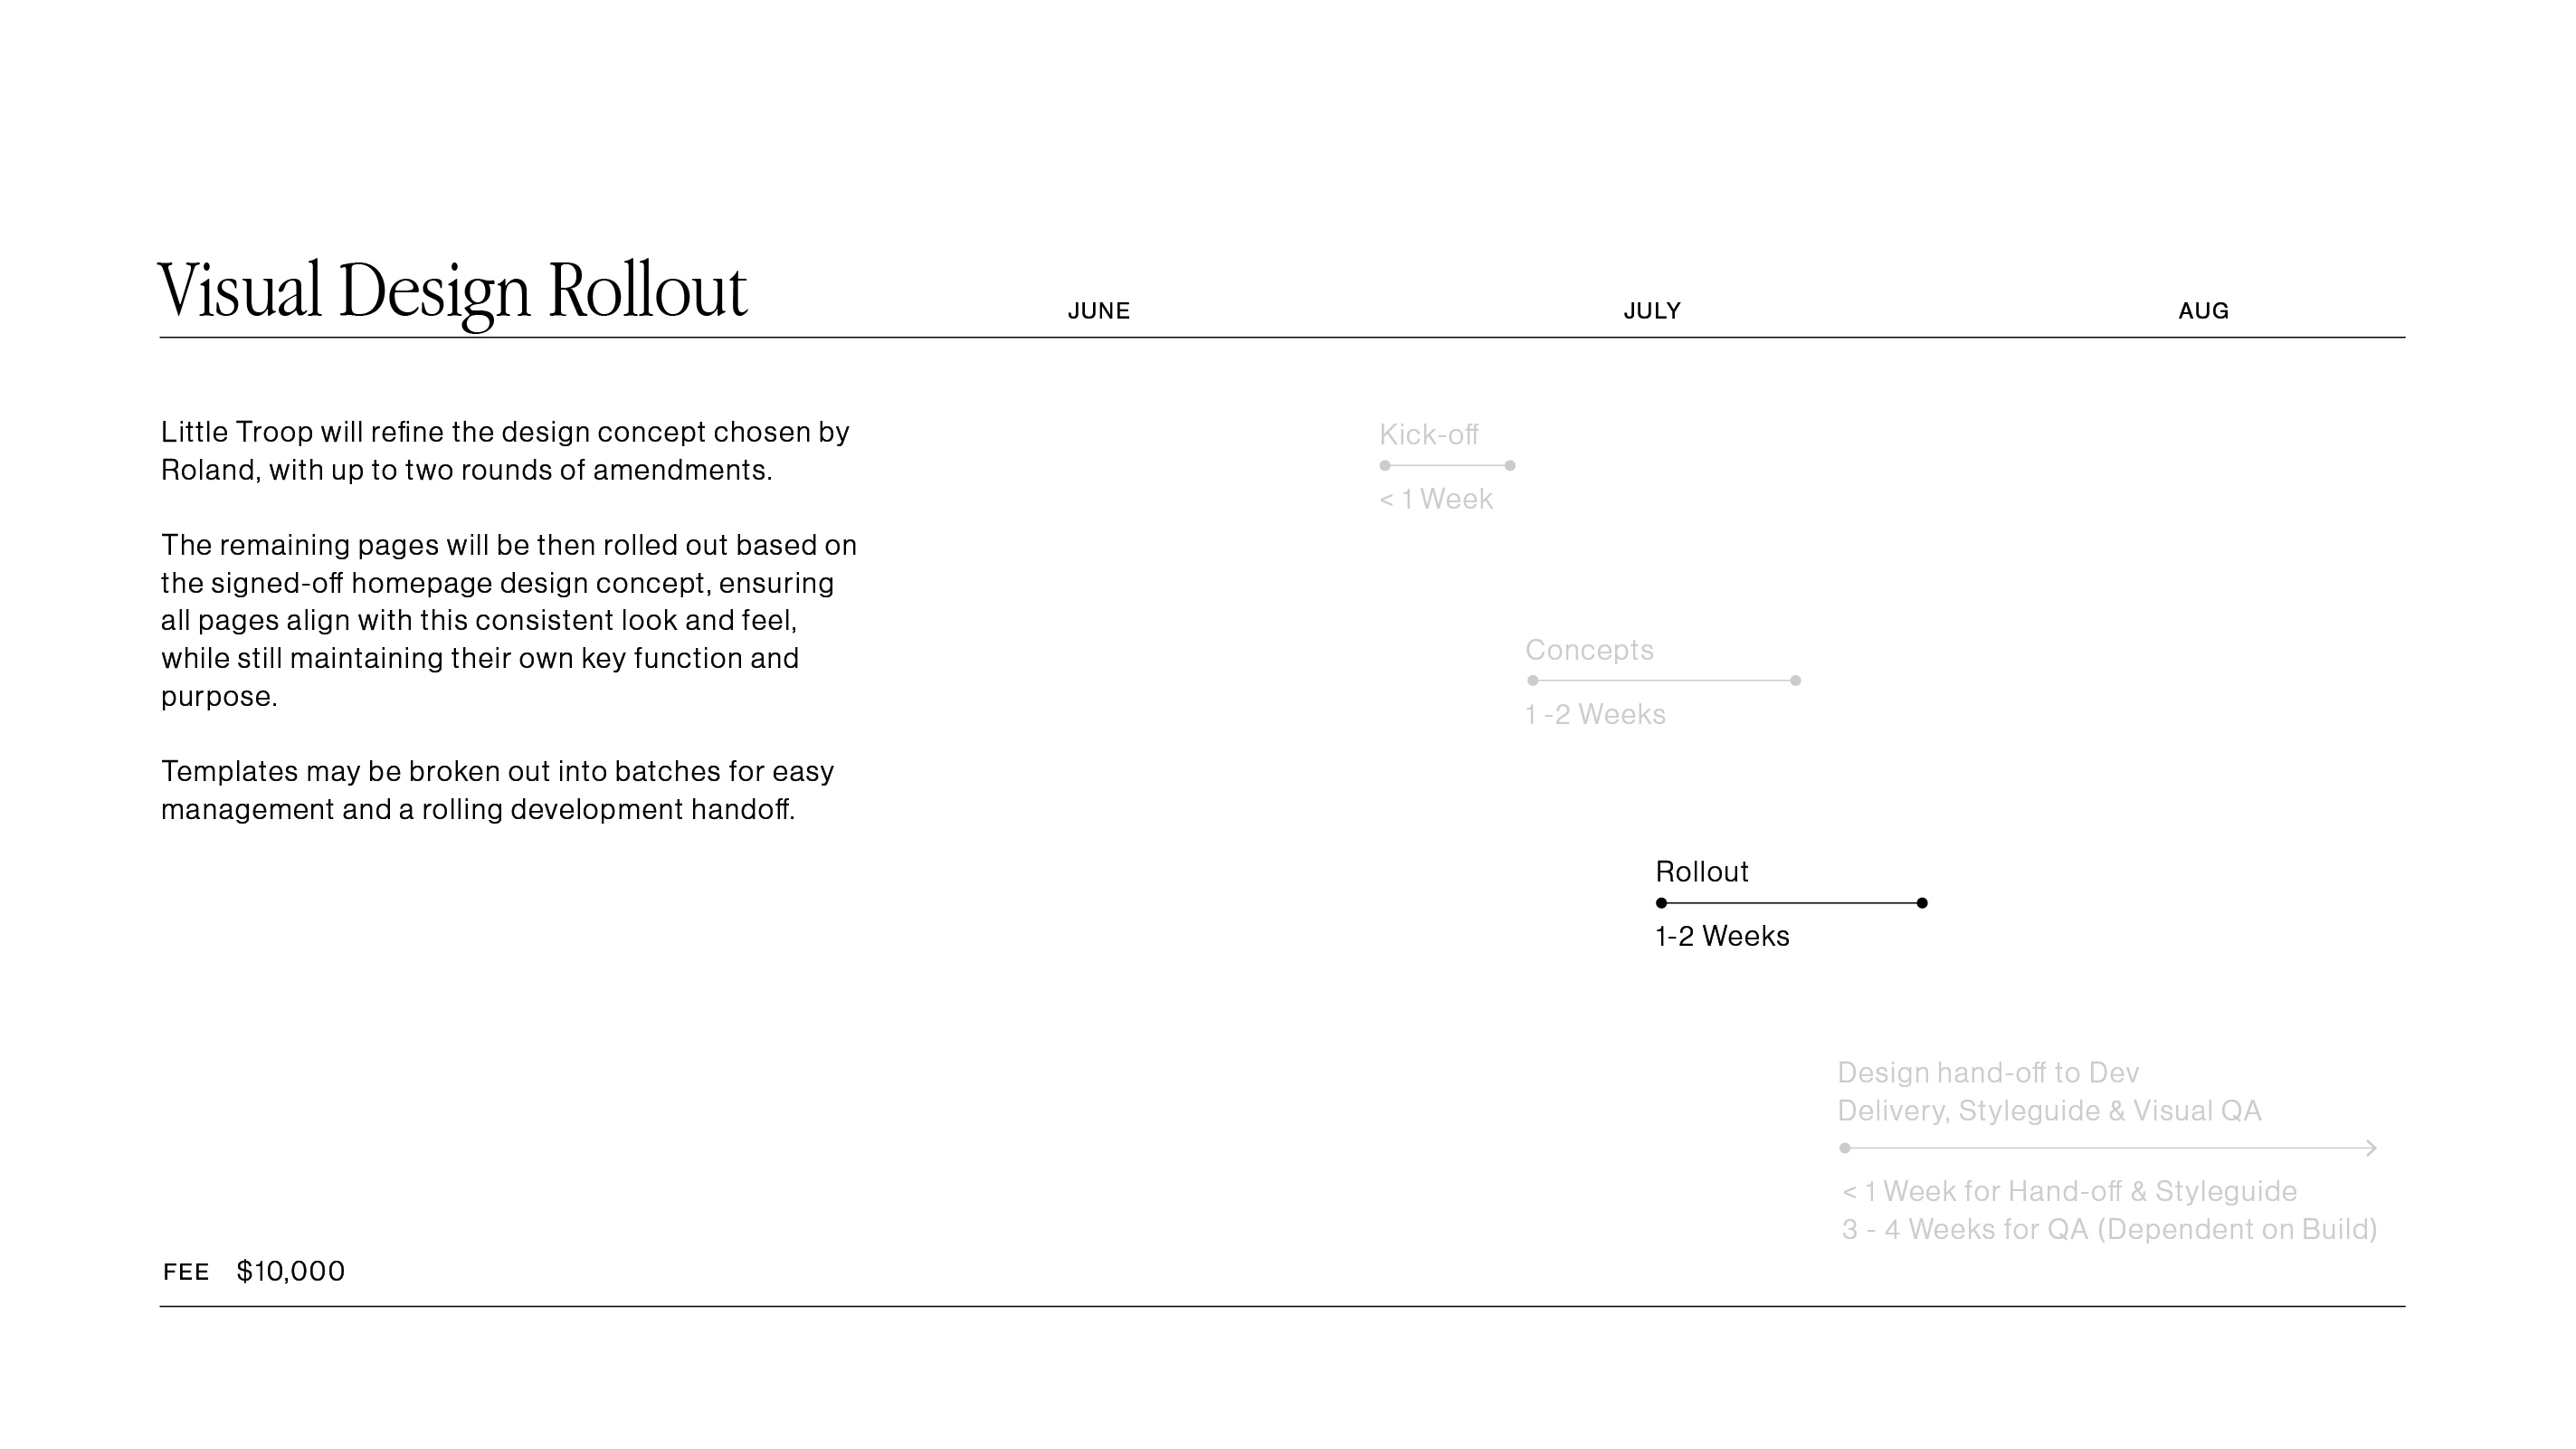 Visual Design Rollout
JUNE
JULY
AUG
Little Troop will refine the design concept chosen by
Roland, with up to two rounds of amendments.
The remaining pages will be then rolled out based on
the signed-off homepage design concept, ensuring
all pages align with this consistent look and feel,
while still maintaining their own key function and
purpose.
Templates may be broken out into batches for easy
management and a rolling development handoff.
Kick-off
< 1 Week
Concepts
1 -2 Weeks
Rollout
1-2 Weeks
Design hand-off to Dev
Delivery, Styleguide & Visual QA
< 1 Week for Hand-off & Styleguide
3 - 4 Weeks for QA (Dependent on Build)
FEE $10,000